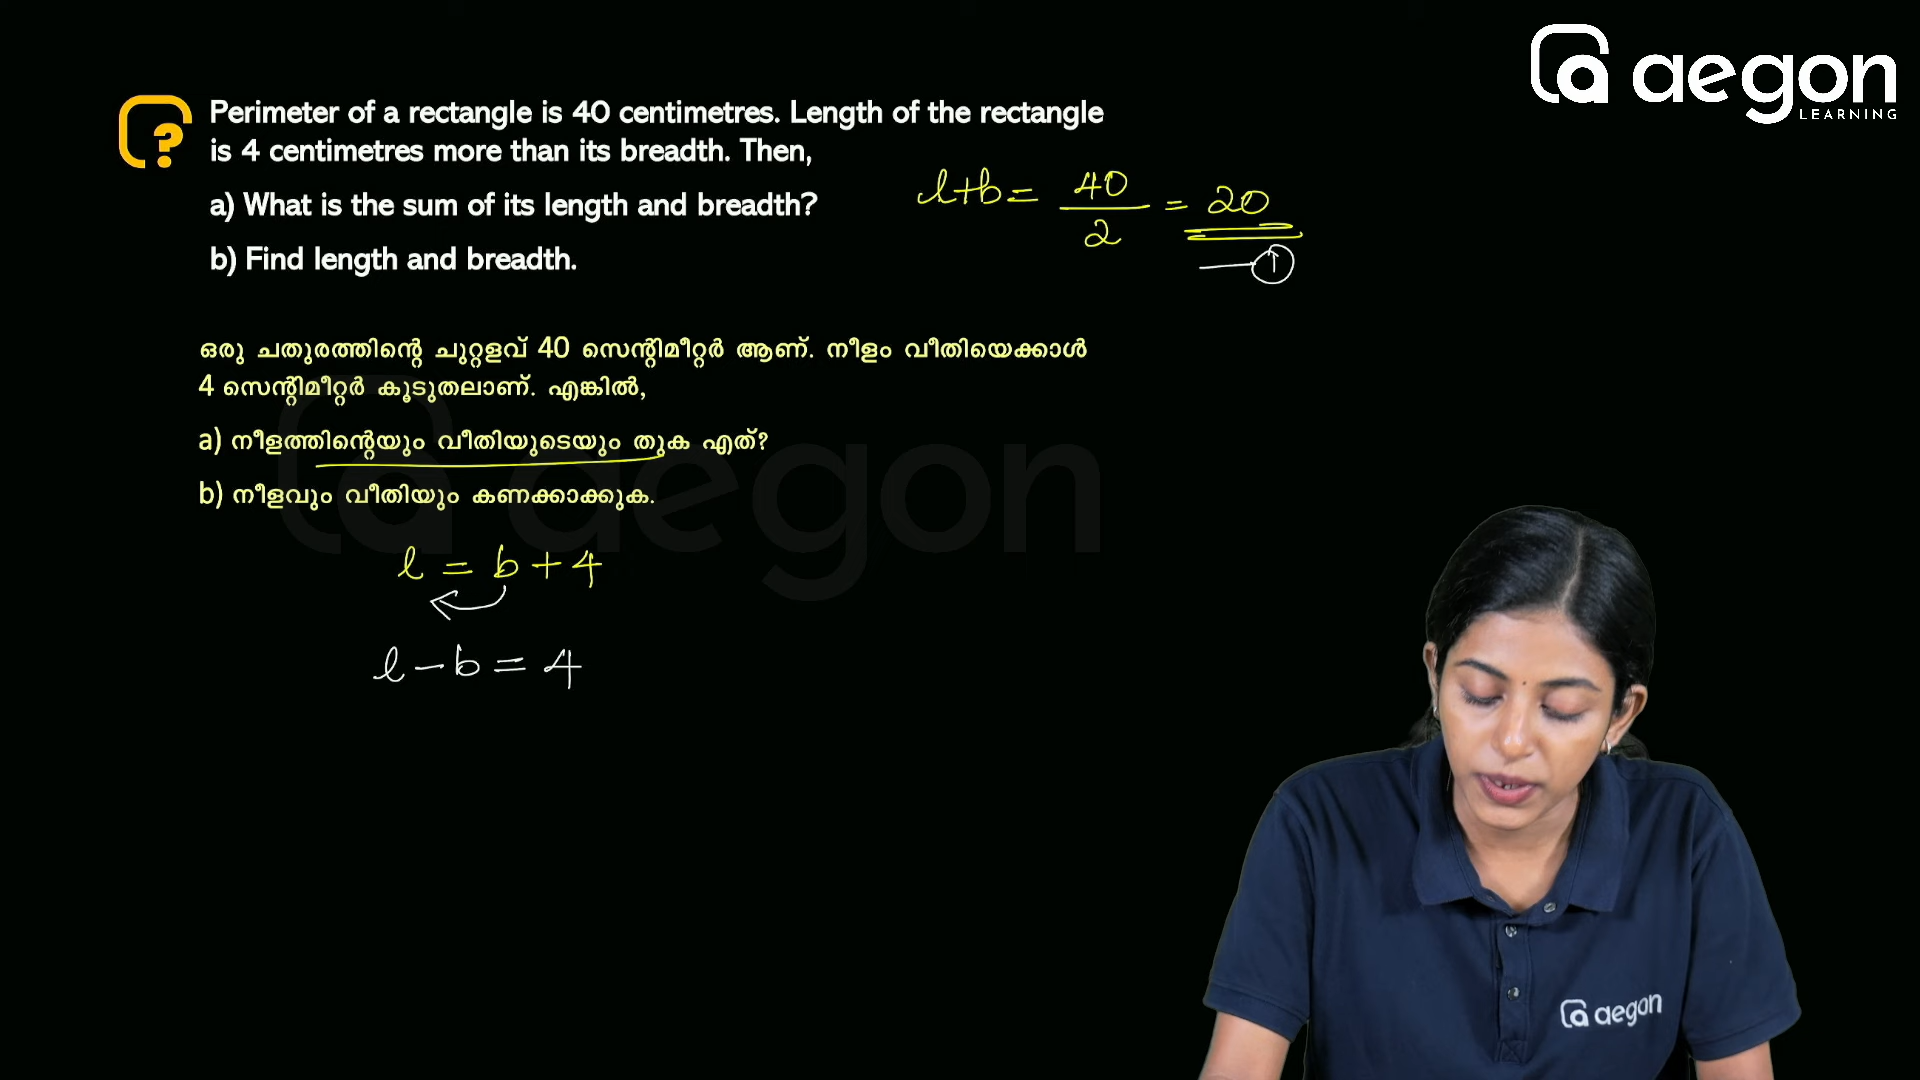 aegon
LEARNING
Perimeter of a rectangle is 40 centimetres. Length of the rectangle
is 4 centimetres more than its breadth. Then,
a) What is the sum of its length and breadth?
b) Find length and breadth.
l+b = 40/2 = 20
1
ഒരു ചതുരത്തിന്റെ ചുറ്റളവ് 40 സെന്റിമീറ്റർ ആണ്. നീളം വീതിയെക്കാൾ
4 സെന്റിമീറ്റർ കൂടുതലാണ്. എങ്കിൽ,
a) നീളത്തിന്റെയും വീതിയുടെയും തുക എത്?
b) നീളവും വീതിയും കണക്കാക്കുക.
l = b + 4
l - b = 4
aegon
aegon